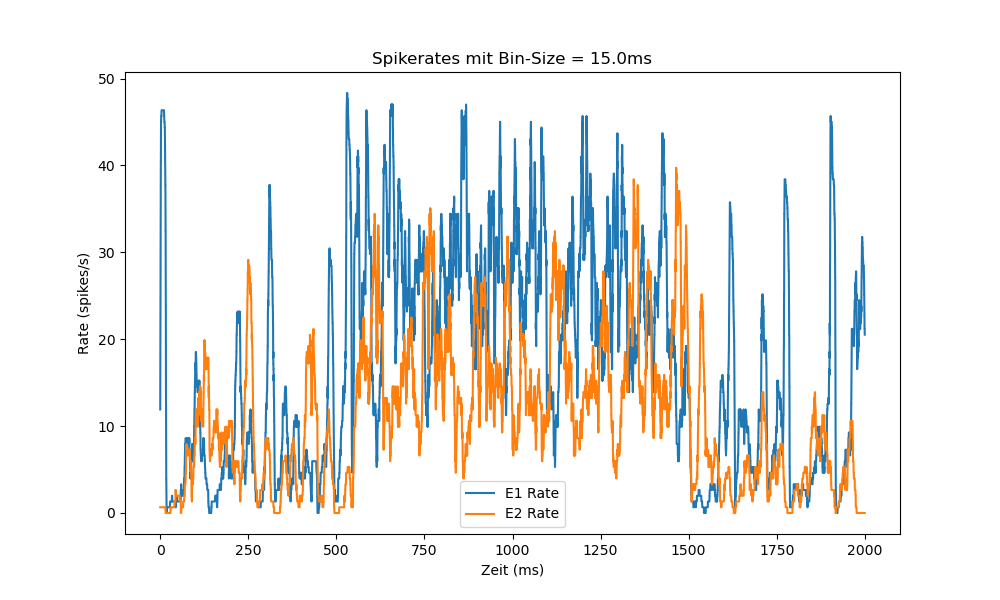 Spikerates mit Bin-Size = 15.0ms
50
40
30
20
10
0
Rate (spikes/s)
E1 Rate
E2 Rate
0 250 500 750 1000 1250 1500 1750 2000
Zeit (ms)